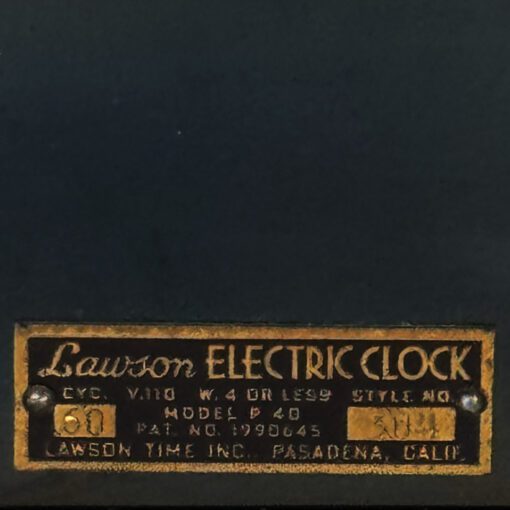 Lawson ELECTRIC CLOCK
CYC. V.110 W.4 OR LESS STYLE NO.
60 MODEL P 40 304
PAT. NO. 1990645
LAWSON TIME INC. PASADENA, CALIF.